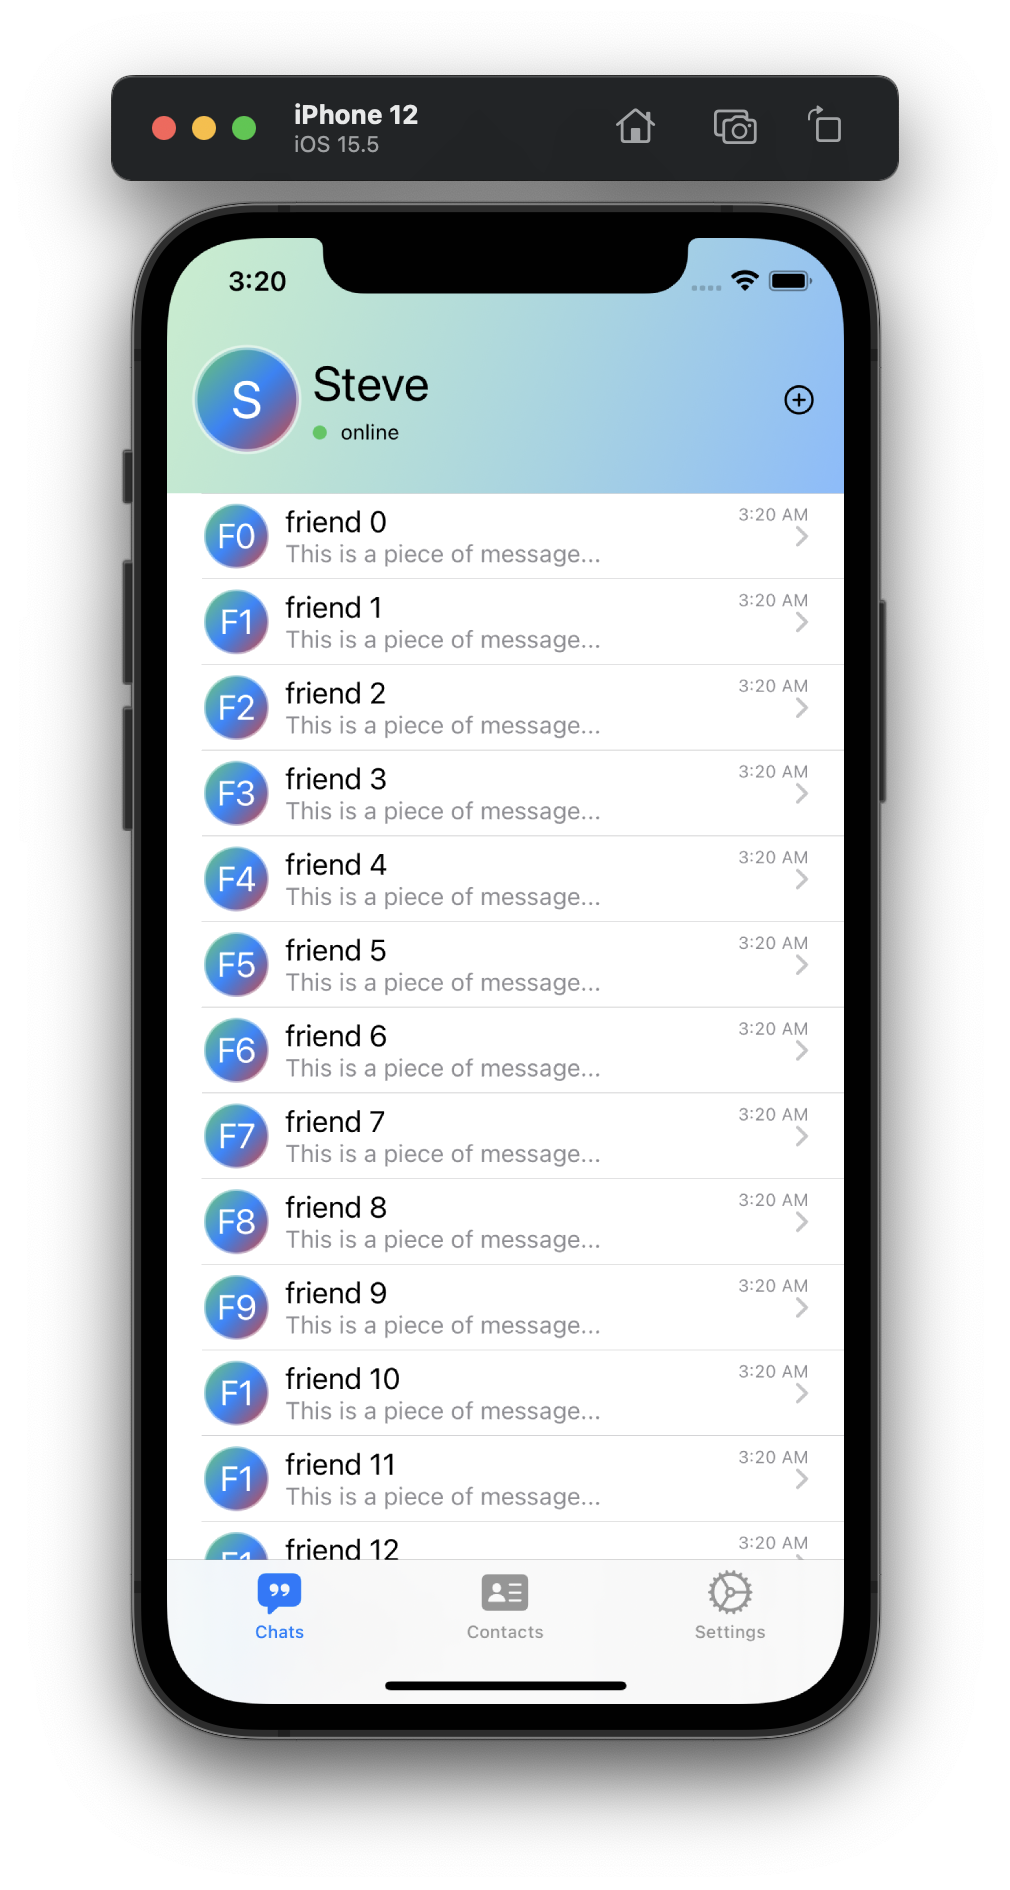 iPhone 12
iOS 15.5
3:20
S
Steve
online
F0
friend 0
3:20 AM
This is a piece of message...
F1
friend 1
3:20 AM
This is a piece of message...
F2
friend 2
3:20 AM
This is a piece of message...
F3
friend 3
3:20 AM
This is a piece of message...
F4
friend 4
3:20 AM
This is a piece of message...
F5
friend 5
3:20 AM
This is a piece of message...
F6
friend 6
3:20 AM
This is a piece of message...
F7
friend 7
3:20 AM
This is a piece of message...
F8
friend 8
3:20 AM
This is a piece of message...
F9
friend 9
3:20 AM
This is a piece of message...
F1
friend 10
3:20 AM
This is a piece of message...
F1
friend 11
3:20 AM
This is a piece of message...
F1
friend 12
3:20 AM
Chats
Contacts
Settings